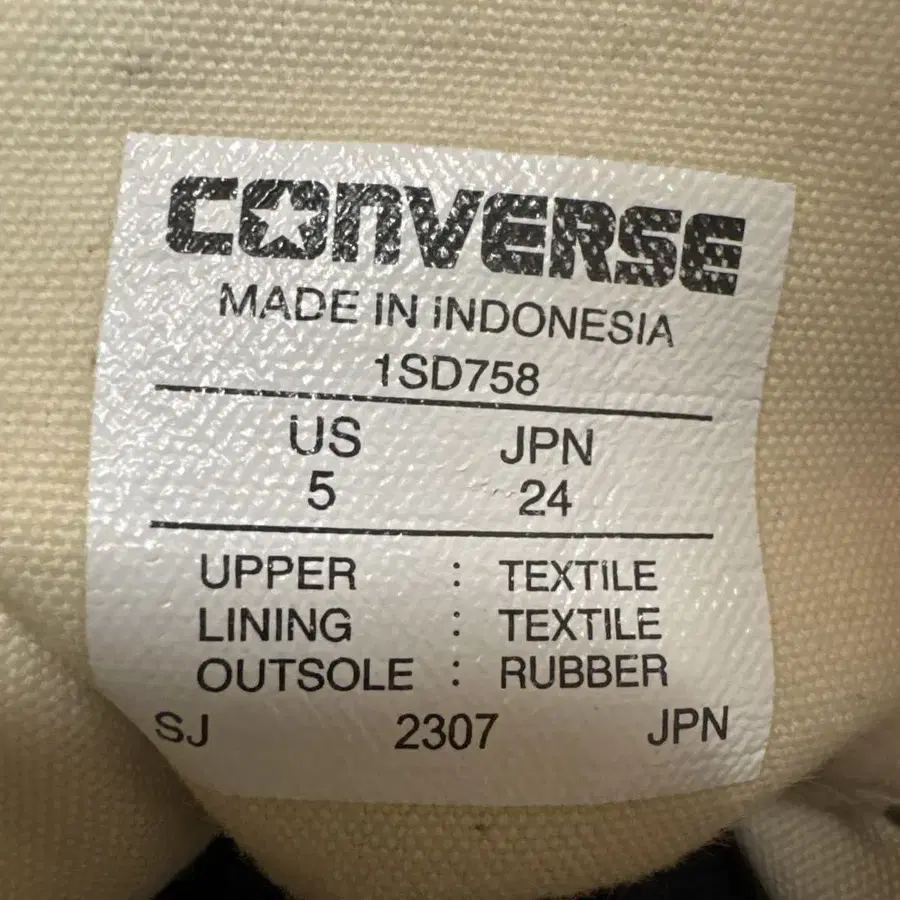 CONVERSE
MADE IN INDONESIA
1SD758
US JPN
5 24
UPPER : TEXTILE
LINING : TEXTILE
OUTSOLE : RUBBER
SJ 2307 JPN